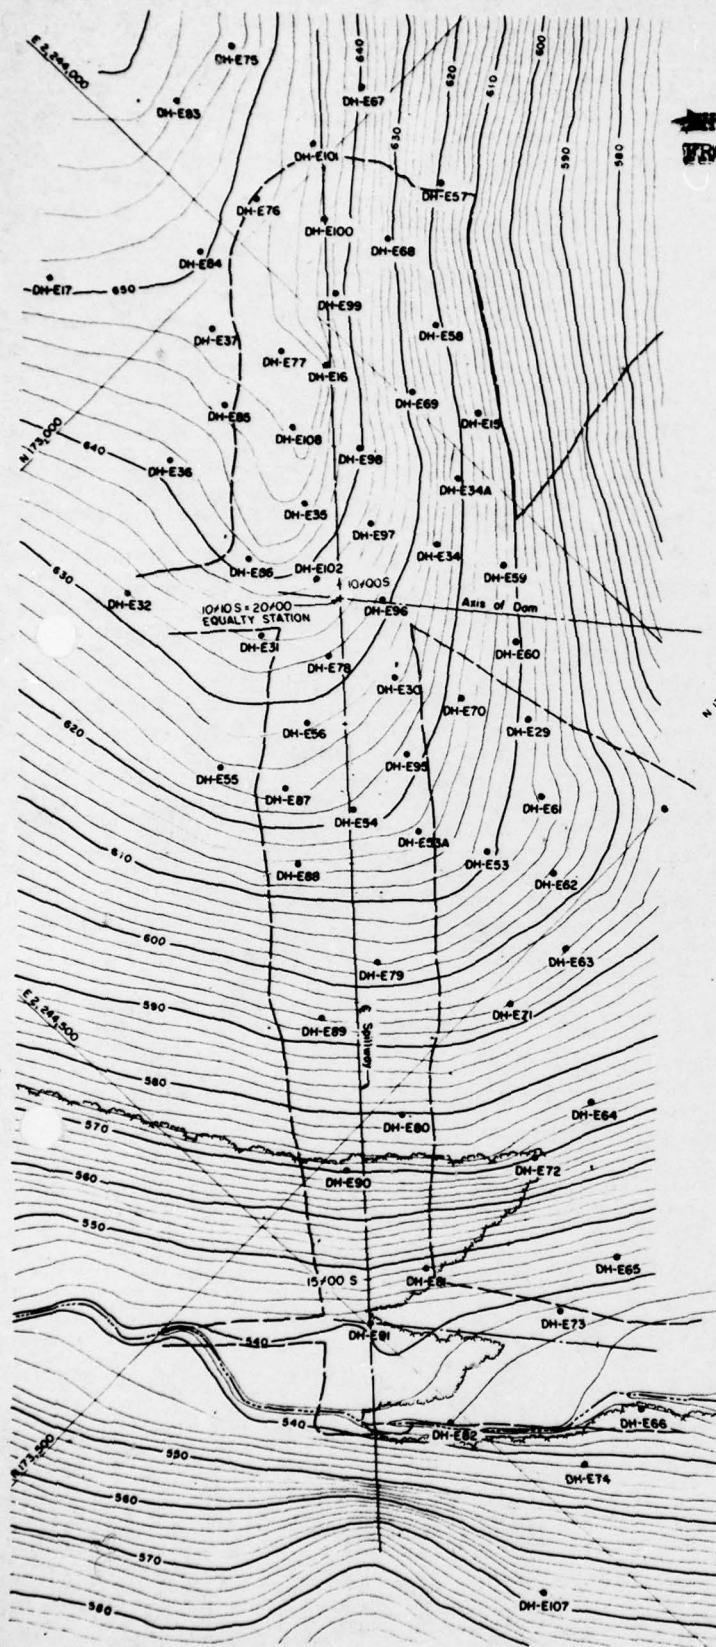 E 2,244,000
DH-E75
640
620
600
610
DH-E83
DH-E67
630
590
580
DH-E101
DH-E76
DH-E57
DH-E100
DH-E68
DH-E84
DH-E17
650
DH-E99
DH-E37
DH-E58
DH-E77
DH-E16
DH-E85
DH-E69
DH-E15
N 173,000
640
DH-E108
DH-E36
DH-E98
DH-E34A
DH-E35
DH-E97
DH-E34
630
DH-E86
DH-E102
DH-E59
10+00S
DH-E32
10+10 S = 20+00
EQUALTY STATION
DH-E96
Axis of Dam
DH-E31
DH-E78
DH-E60
DH-E30
DH-E70
620
DH-E56
DH-E29
DH-E55
DH-E95
DH-E87
DH-E54
DH-E61
DH-E53A
610
DH-E88
DH-E53
DH-E62
600
DH-E79
DH-E63
E 2,244,500
590
DH-E89
DH-E71
℄ Spillway
580
570
DH-E80
DH-E64
560
DH-E90
DH-E72
550
15+00 S
DH-E81
DH-E65
DH-E91
DH-E73
540
540
DH-E82
DH-E66
N 173,500
550
DH-E74
560
570
580
DH-E107